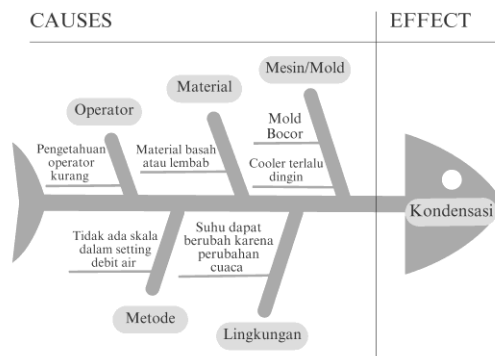 CAUSES
EFFECT
Mesin/Mold
Material
Operator
Mold
Bocor
Pengetahuan
operator
kurang
Material basah
atau lembab
Cooler terlalu
dingin
Kondensasi
Tidak ada skala
dalam setting
debit air
Suhu dapat
berubah karena
perubahan
cuaca
Metode
Lingkungan